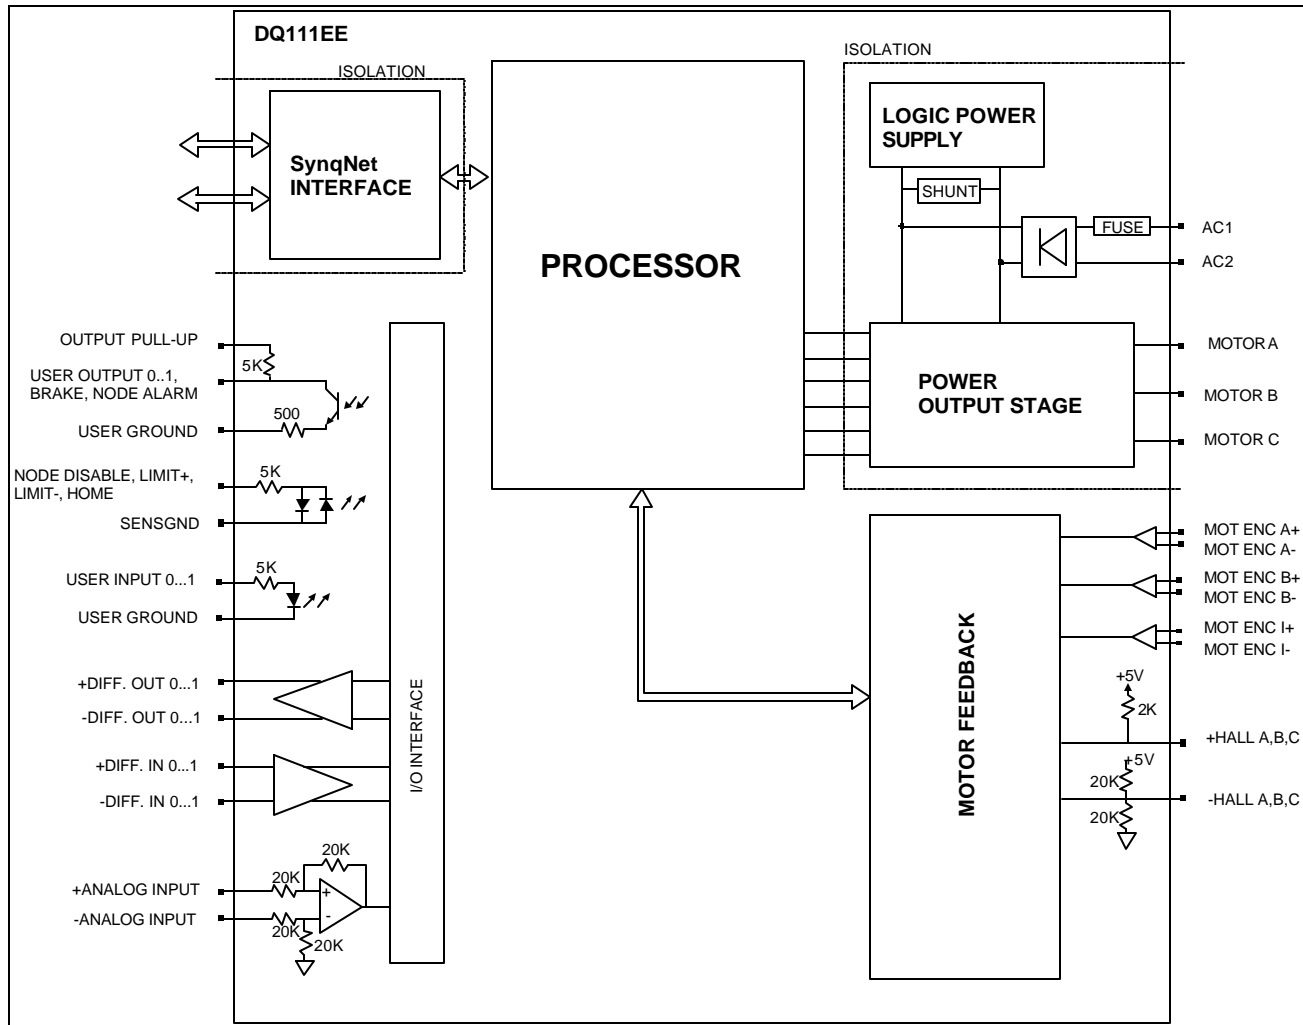 DQ111EE
ISOLATION
SynqNet
INTERFACE
PROCESSOR
ISOLATION
LOGIC POWER
SUPPLY
SHUNT
FUSE
AC1
AC2
POWER
OUTPUT STAGE
MOTOR A
MOTOR B
MOTOR C
OUTPUT PULL-UP
5K
USER OUTPUT 0..1,
BRAKE, NODE ALARM
500
USER GROUND
NODE DISABLE, LIMIT+,
LIMIT-, HOME
5K
SENSGND
USER INPUT 0...1
5K
USER GROUND
+DIFF. OUT 0...1
-DIFF. OUT 0...1
+DIFF. IN 0...1
-DIFF. IN 0...1
+ANALOG INPUT
-ANALOG INPUT
20K
20K
+
-
20K
20K
I/O INTERFACE
MOTOR FEEDBACK
MOT ENC A+
MOT ENC A-
MOT ENC B+
MOT ENC B-
MOT ENC I+
MOT ENC I-
+5V
2K
+HALL A,B,C
+5V
20K
-HALL A,B,C
20K